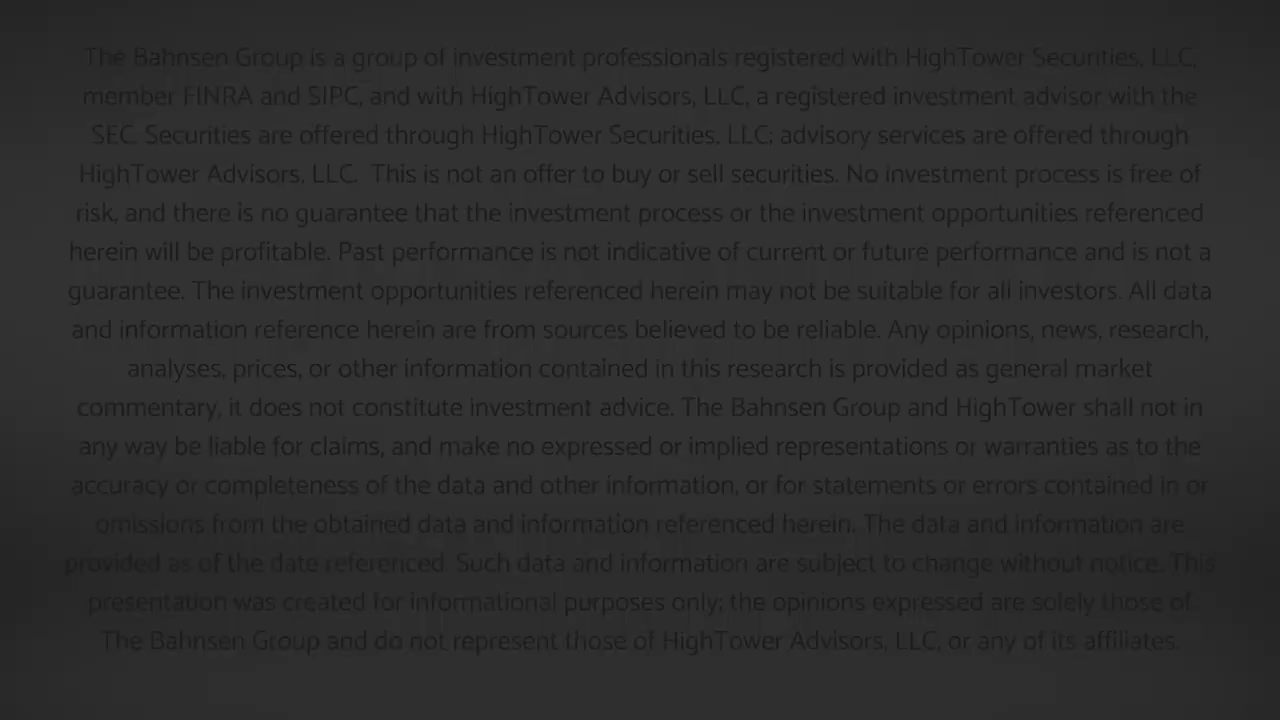 The Bahnsen Group is a group of investment professionals registered with HighTower Securities, LLC,
member FINRA and SIPC, and with HighTower Advisors, LLC, a registered investment advisor with the
SEC. Securities are offered through HighTower Securities, LLC; advisory services are offered through
HighTower Advisors, LLC.  This is not an offer to buy or sell securities. No investment process is free of
risk, and there is no guarantee that the investment process or the investment opportunities referenced
herein will be profitable. Past performance is not indicative of current or future performance and is not a
guarantee. The investment opportunities referenced herein may not be suitable for all investors. All data
and information reference herein are from sources believed to be reliable. Any opinions, news, research,
analyses, prices, or other information contained in this research is provided as general market
commentary, it does not constitute investment advice. The Bahnsen Group and HighTower shall not in
any way be liable for claims, and make no expressed or implied representations or warranties as to the
accuracy or completeness of the data and other information, or for statements or errors contained in or
omissions from the obtained data and information referenced herein. The data and information are
provided as of the date referenced. Such data and information are subject to change without notice. This
presentation was created for informational purposes only; the opinions expressed are solely those of
The Bahnsen Group and do not represent those of HighTower Advisors, LLC, or any of its affiliates.